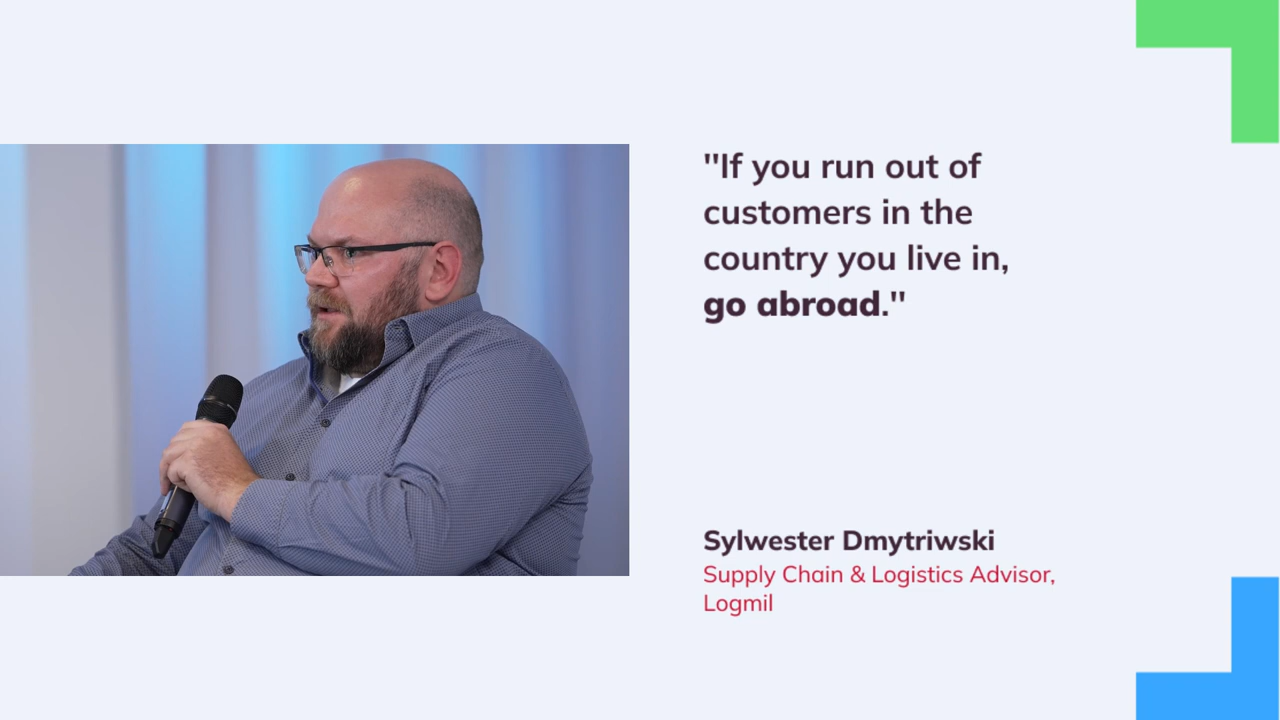 "If you run out of
customers in the
country you live in,
go abroad."
Sylwester Dmytriwski
Supply Chain & Logistics Advisor,
Logmil